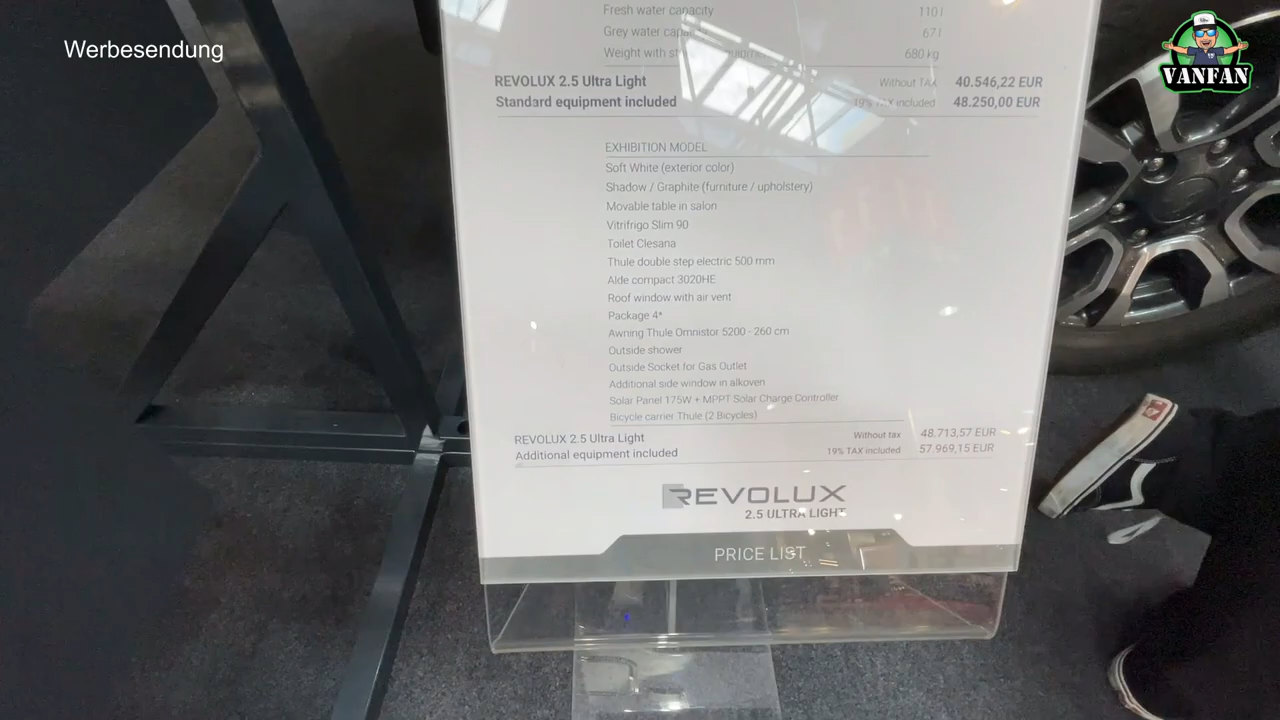 Werbesendung
VANFAN
Fresh water capacity 110 l
Grey water capacity 67 l
Weight with equipment 680 kg
REVOLUX 2.5 Ultra Light Without TAX 40.546,22 EUR
Standard equipment included 19% TAX included 48.250,00 EUR
EXHIBITION MODEL
Soft White (exterior color)
Shadow / Graphite (furniture / upholstery)
Movable table in salon
Vitrifrigo Slim 90
Toilet Clesana
Thule double step electric 500 mm
Alde compact 3020HE
Roof window with air vent
Package 4*
Awning Thule Omnistor 5200 - 260 cm
Outside shower
Outside Socket for Gas Outlet
Additional side window in alkoven
Solar Panel 175W + MPPT Solar Charge Controller
Bicycle carrier Thule (2 Bicycles)
REVOLUX 2.5 Ultra Light Without tax 48.713,57 EUR
Additional equipment included 19% TAX included 57.969,15 EUR
REVOLUX
2.5 ULTRA LIGHT
PRICE LIST